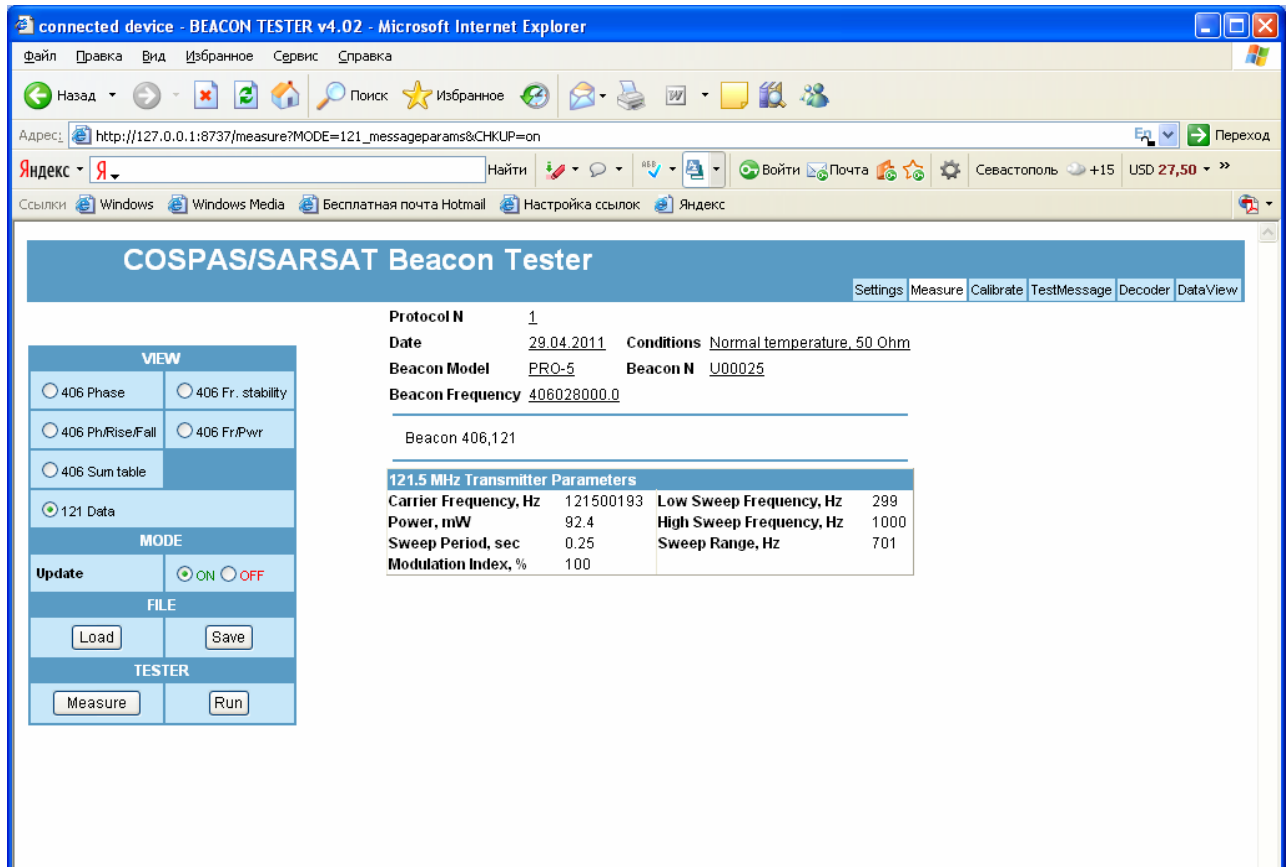 connected device - BEACON TESTER v4.02 - Microsoft Internet Explorer
Файл Правка Вид Избранное Сервис Справка
Назад Поиск Избранное
Адрес: http://127.0.0.1:8737/measure?MODE=121_messageparams&CHKUP=on En Переход
Яндекс Я Найти Войти Почта Севастополь +15 USD 27,50 »
Ссылки Windows Windows Media Бесплатная почта Hotmail Настройка ссылок Яндекс
COSPAS/SARSAT Beacon Tester
Settings Measure Calibrate TestMessage Decoder DataView
Protocol N 1
Date 29.04.2011 Conditions Normal temperature, 50 Ohm
Beacon Model PRO-5 Beacon N U00025
Beacon Frequency 406028000.0
Beacon 406,121
121.5 MHz Transmitter Parameters
Carrier Frequency, Hz 121500193 Low Sweep Frequency, Hz 299
Power, mW 92.4 High Sweep Frequency, Hz 1000
Sweep Period, sec 0.25 Sweep Range, Hz 701
Modulation Index, % 100
VIEW
406 Phase 406 Fr. stability
406 Ph/Rise/Fall 406 Fr/Pwr
406 Sum table
121 Data
MODE
Update ON OFF
FILE
Load Save
TESTER
Measure Run